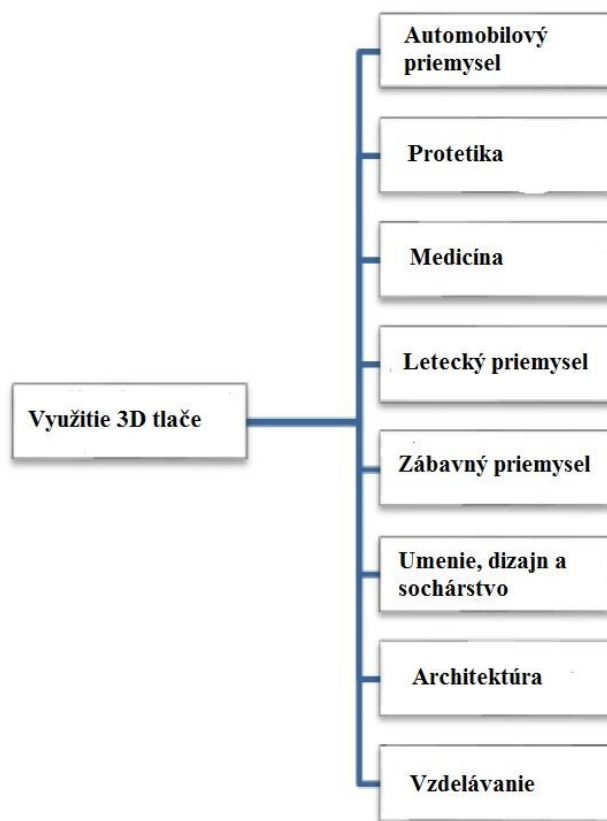 Automobilový
priemysel
Protetika
Medicína
Letecký priemysel
Využitie 3D tlače
Zábavný priemysel
Umenie, dizajn a
sochárstvo
Architektúra
Vzdelávanie